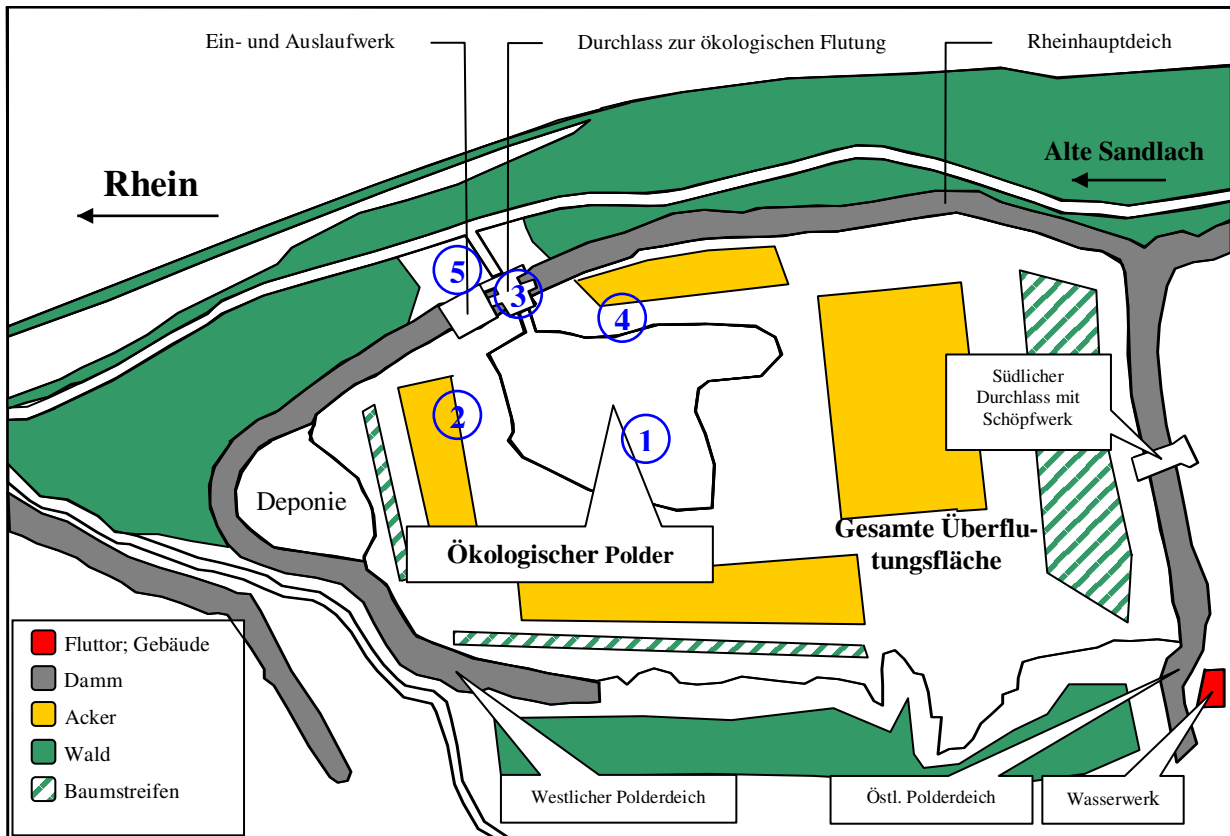 Ein- und Auslaufwerk
Durchlass zur ökologischen Flutung
Rheinhauptdeich
Rhein
Alte Sandlach
5
3
4
2
1
Südlicher
Durchlass mit
Schöpfwerk
Deponie
Ökologischer Polder
Gesamte Überflu-
tungsfläche
Fluttor; Gebäude
Damm
Acker
Wald
Baumstreifen
Westlicher Polderdeich
Östl. Polderdeich
Wasserwerk